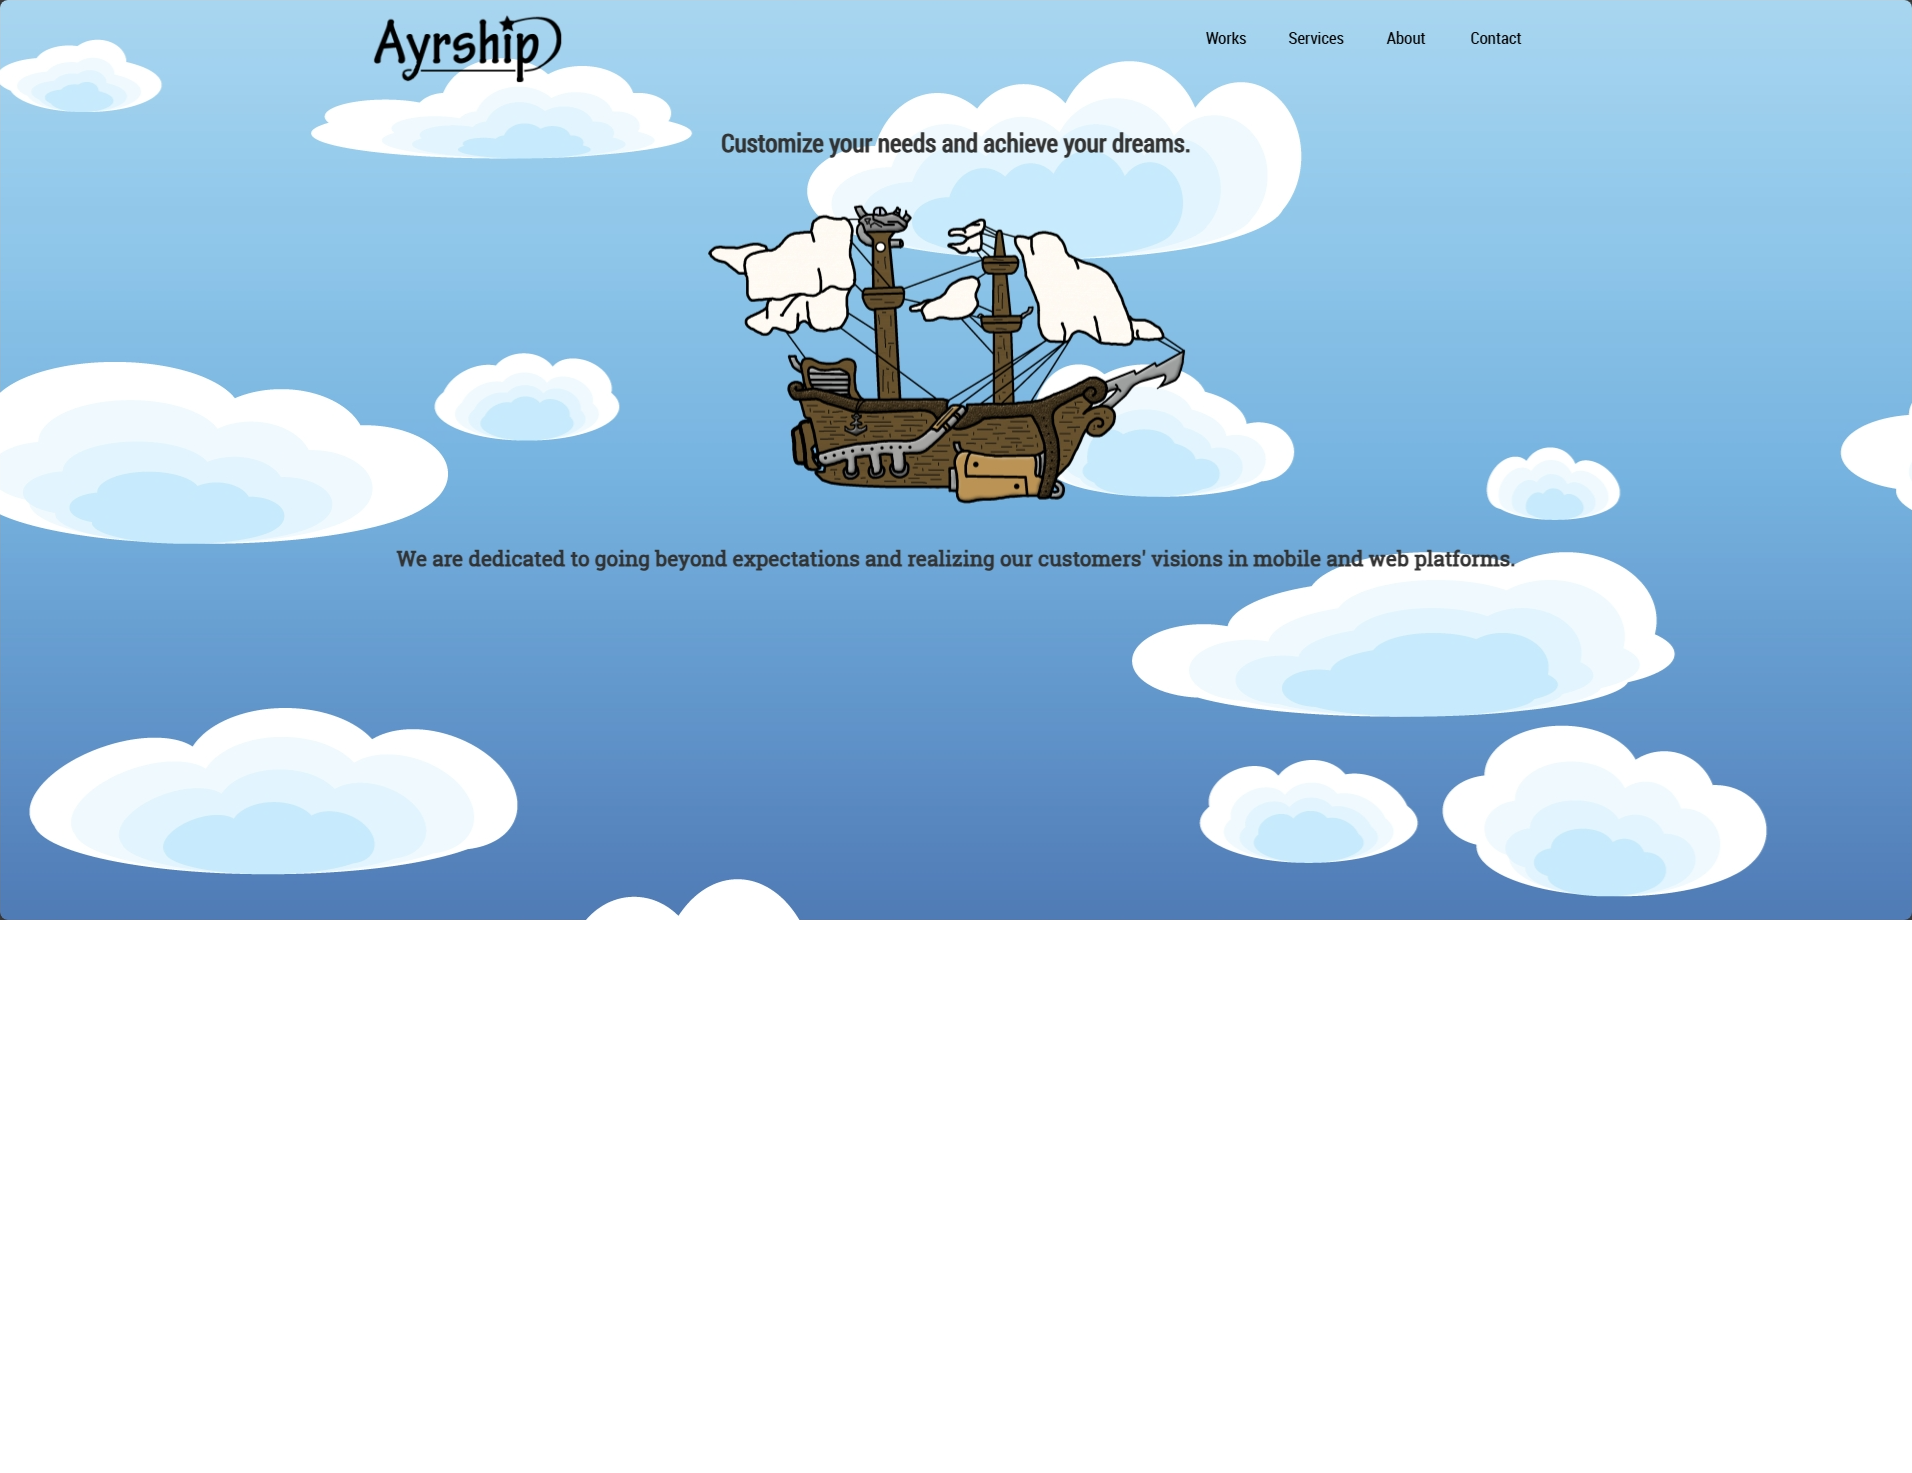 Ayrship
Works Services About Contact
Customize your needs and achieve your dreams.
We are dedicated to going beyond expectations and realizing our customers' visions in mobile and web platforms.